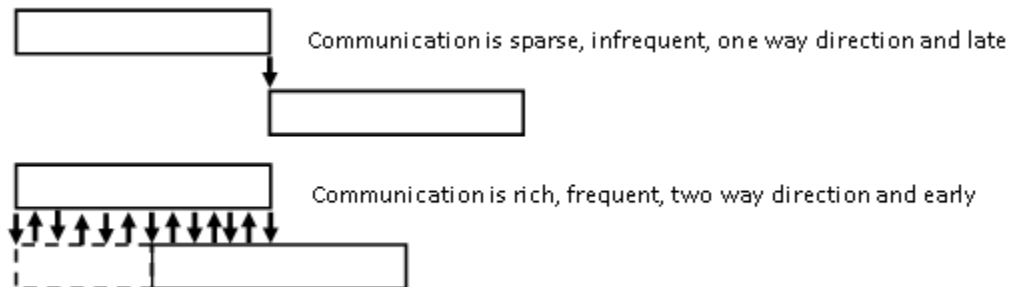 Communication is sparse, infrequent, one way direction and late
Communication is rich, frequent, two way direction and early